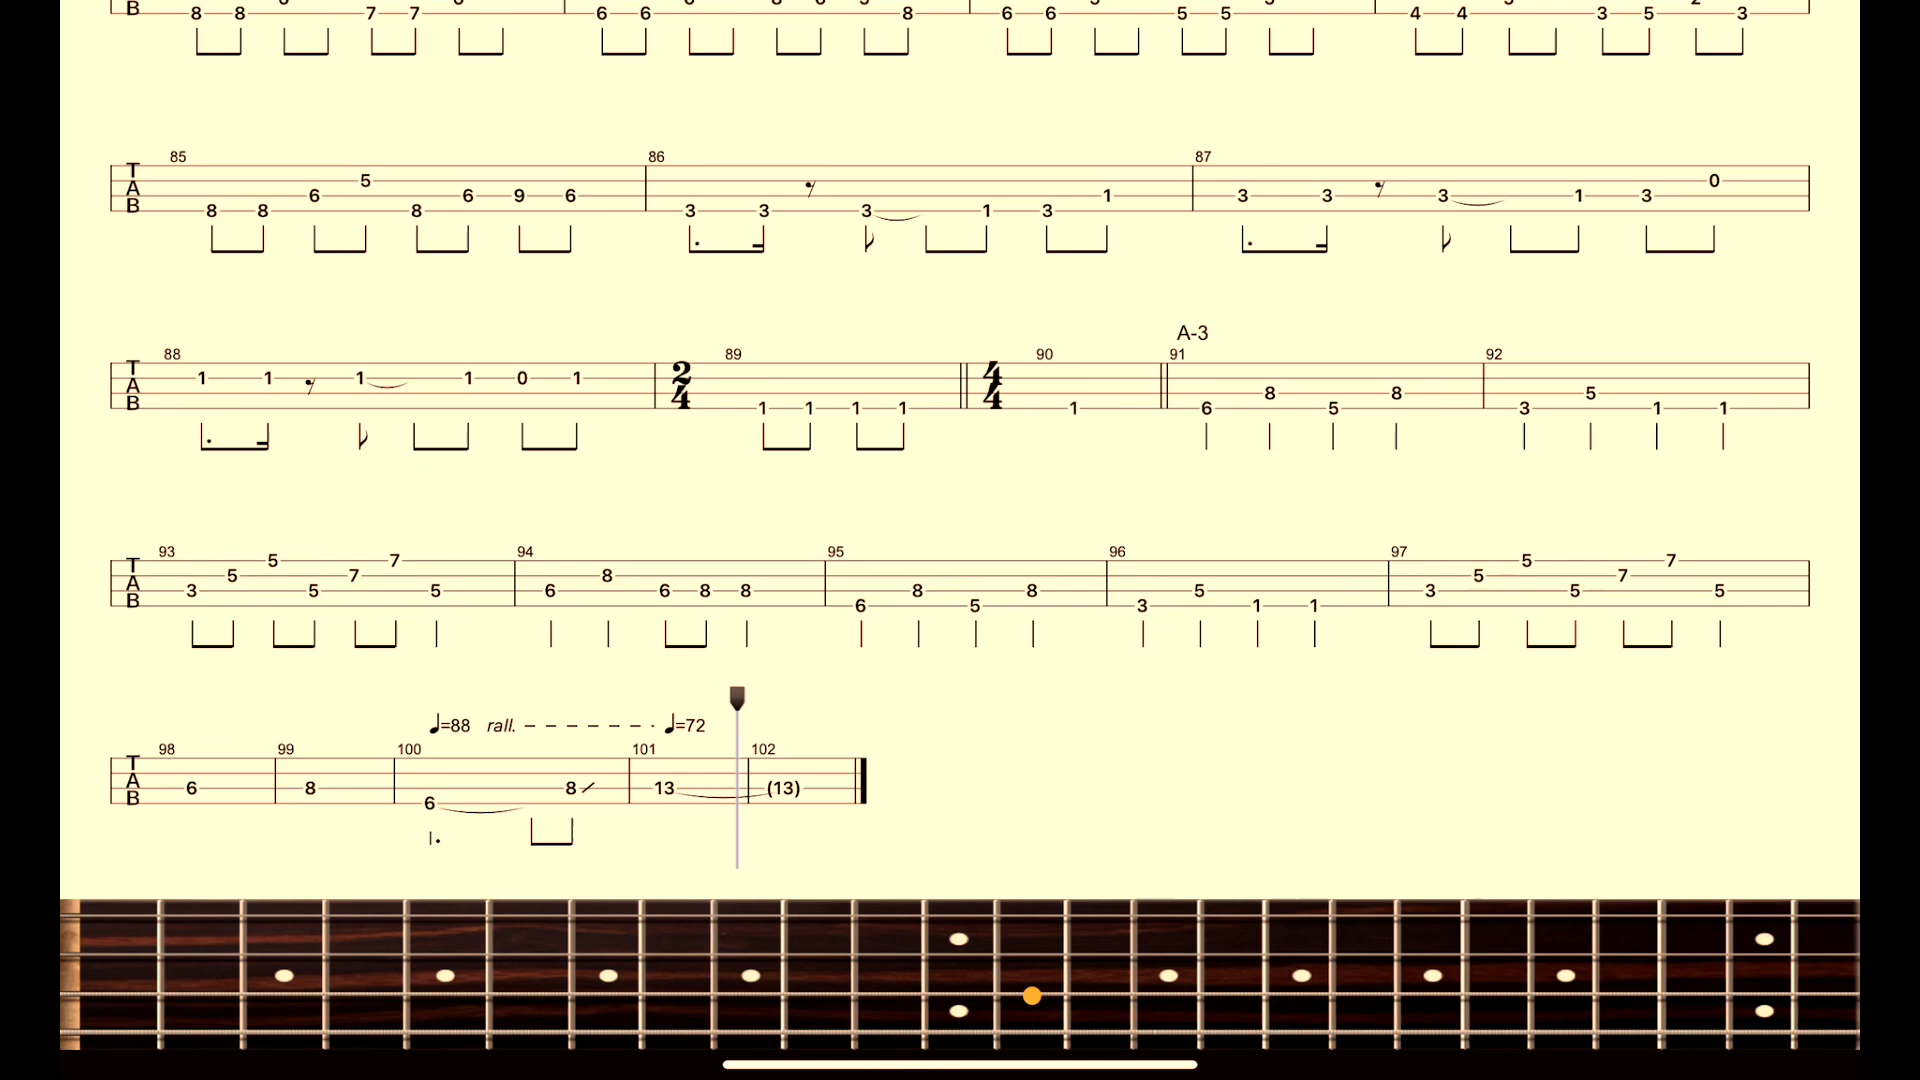 B 8 8 7 7 6 6 8 6 6 5 5 4 4 3 5 3
85 86 87
T A B 8 8 6 5 8 6 9 6 3 3 3 1 3 1 3 3 3 1 3 0
A-3
88 89 90 91 92
T A B 1 1 1 1 0 1 2/4 1 1 1 1 4/4 1 6 8 5 8 3 5 1 1
93 94 95 96 97
T A B 3 5 5 5 7 7 5 6 8 6 8 8 6 8 5 8 3 5 1 1 3 5 5 5 7 7 5
♩=88 rall. ♩=72
98 99 100 101 102
T A B 6 8 6 8 13 (13)